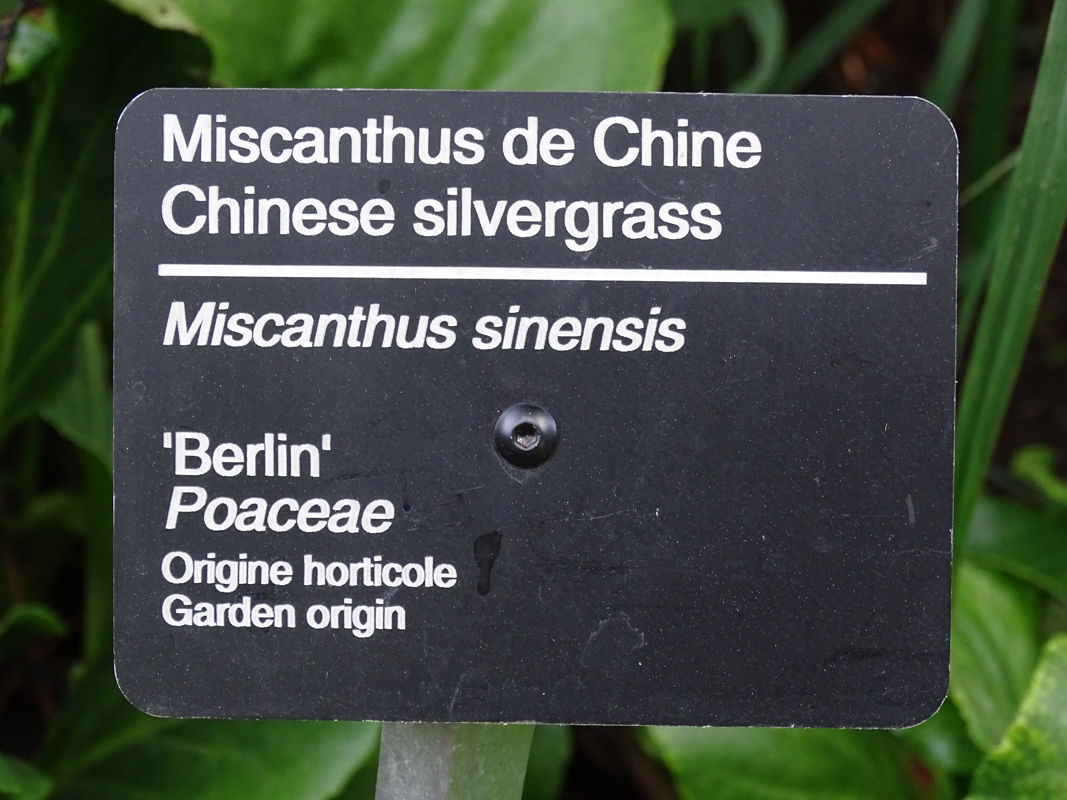 Miscanthus de Chine
Chinese silvergrass
Miscanthus sinensis
'Berlin'
Poaceae
Origine horticole
Garden origin